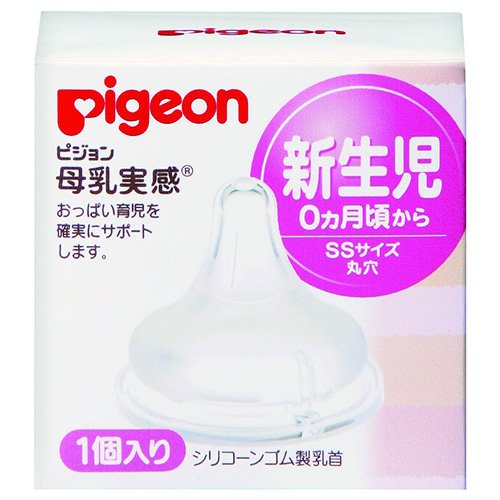 pigeon
pigeon
ピジョン
母乳実感®
おっぱい育児を
確実にサポート
します。
新生児
0ヵ月頃から
SSサイズ
丸穴
1個入り
シリコーンゴム製乳首